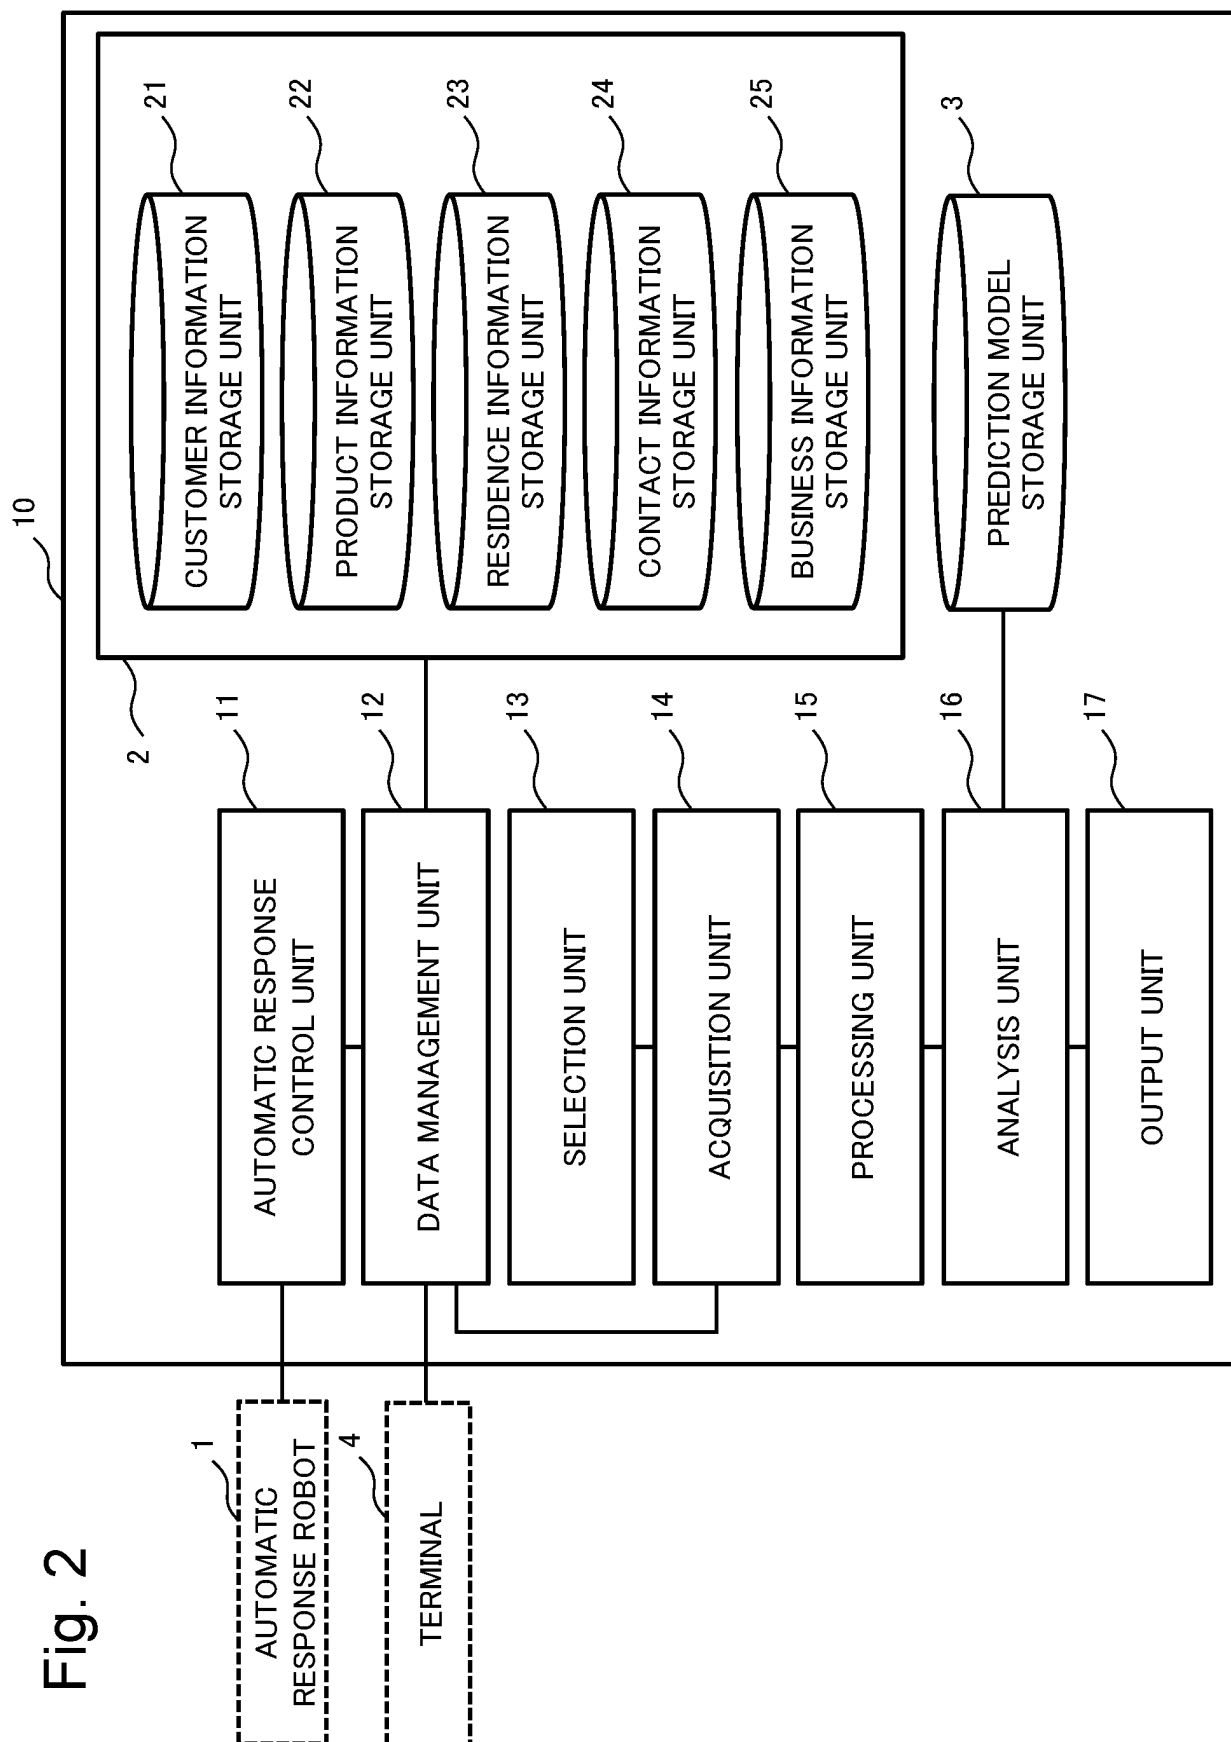 Fig. 2
10
1
AUTOMATIC
RESPONSE ROBOT
4
TERMINAL
11
AUTOMATIC RESPONSE
CONTROL UNIT
12
DATA MANAGEMENT UNIT
13
SELECTION UNIT
14
ACQUISITION UNIT
15
PROCESSING UNIT
16
ANALYSIS UNIT
17
OUTPUT UNIT
2
21
CUSTOMER INFORMATION
STORAGE UNIT
22
PRODUCT INFORMATION
STORAGE UNIT
23
RESIDENCE INFORMATION
STORAGE UNIT
24
CONTACT INFORMATION
STORAGE UNIT
25
BUSINESS INFORMATION
STORAGE UNIT
3
PREDICTION MODEL
STORAGE UNIT